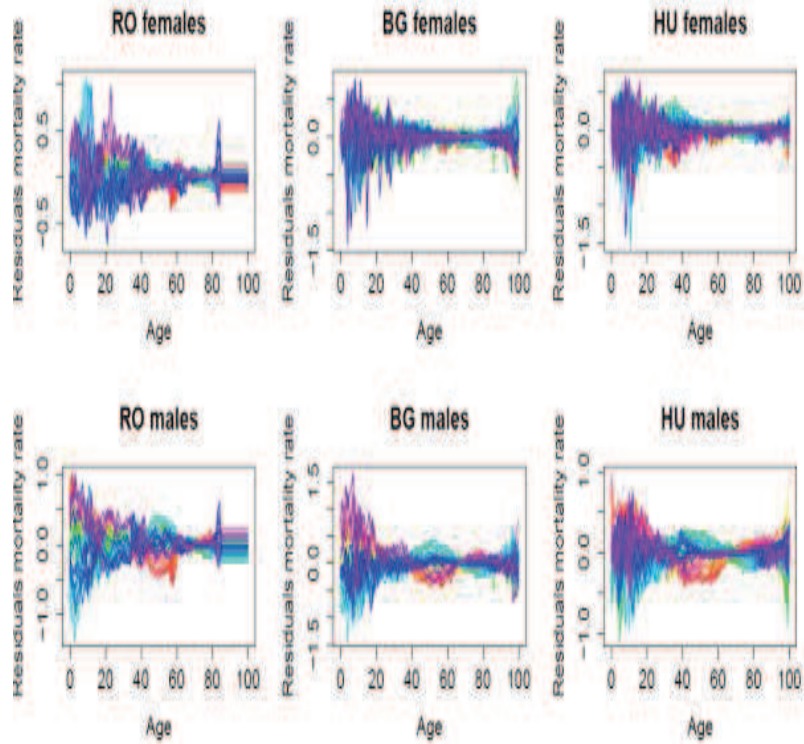 RO females
BG females
HU females
Residuals mortality rate
0.5
-0.5
Residuals mortality rate
0.0
-1.5
Residuals mortality rate
0.0
-1.5
0 20 40 60 80 100
0 20 40 60 80 100
0 20 40 60 80 100
Age
Age
Age
RO males
BG males
HU males
Residuals mortality rate
1.0
0.0
-1.0
Residuals mortality rate
1.5
0.0
-1.5
Residuals mortality rate
1.0
0.0
-1.0
0 20 40 60 80 100
0 20 40 60 80 100
0 20 40 60 80 100
Age
Age
Age